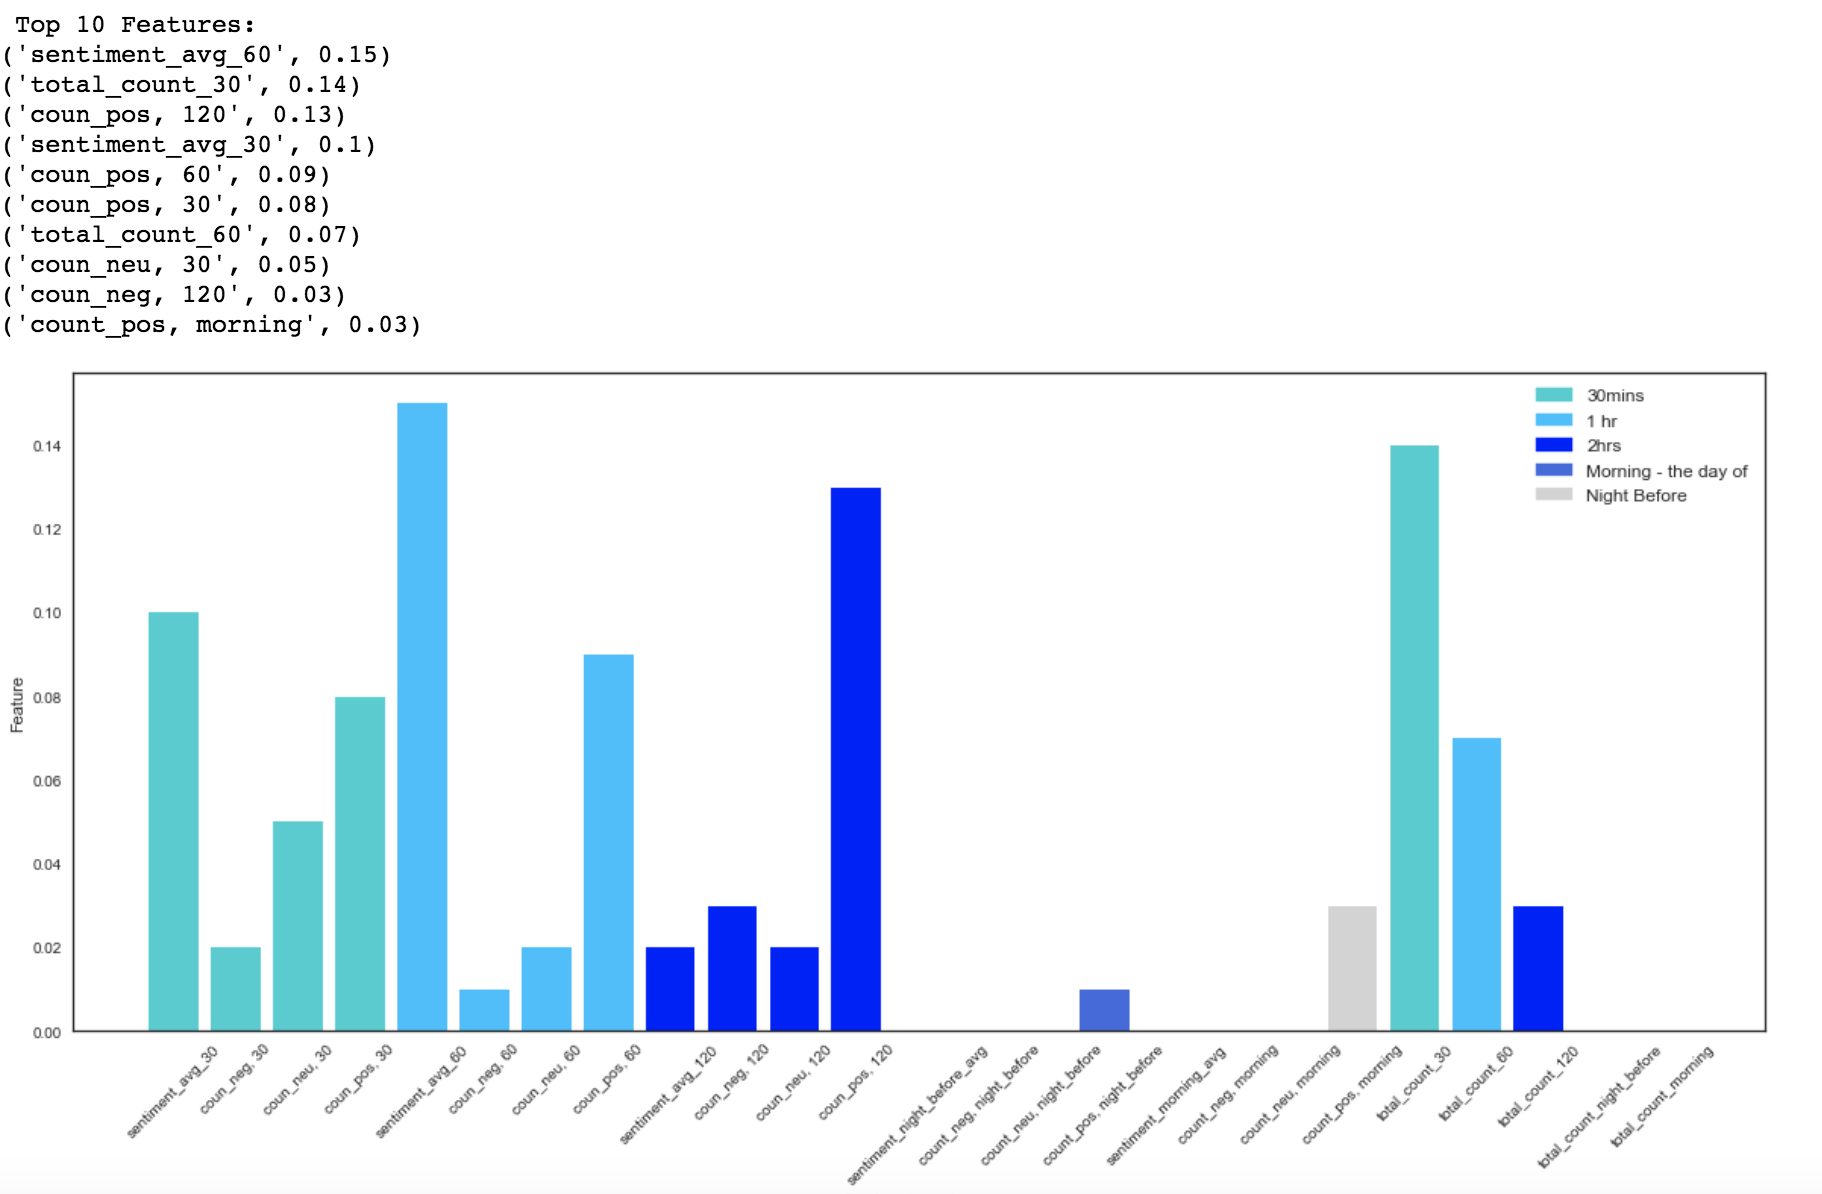 Top 10 Features:
('sentiment_avg_60', 0.15)
('total_count_30', 0.14)
('coun_pos, 120', 0.13)
('sentiment_avg_30', 0.1)
('coun_pos, 60', 0.09)
('coun_pos, 30', 0.08)
('total_count_60', 0.07)
('coun_neu, 30', 0.05)
('coun_neg, 120', 0.03)
('count_pos, morning', 0.03)
30mins
1 hr
2hrs
Morning - the day of
Night Before
Feature
0.14
0.12
0.10
0.08
0.06
0.04
0.02
0.00
sentiment_avg_30
coun_neg, 30
coun_neu, 30
coun_pos, 30
sentiment_avg_60
coun_neg, 60
coun_neu, 60
coun_pos, 60
sentiment_avg_120
coun_neg, 120
coun_neu, 120
coun_pos, 120
sentiment_night_before_avg
count_neg, night_before
count_neu, night_before
count_pos, night_before
sentiment_morning_avg
count_neg, morning
count_neu, morning
count_pos, morning
total_count_30
total_count_60
total_count_120
total_count_night_before
total_count_morning